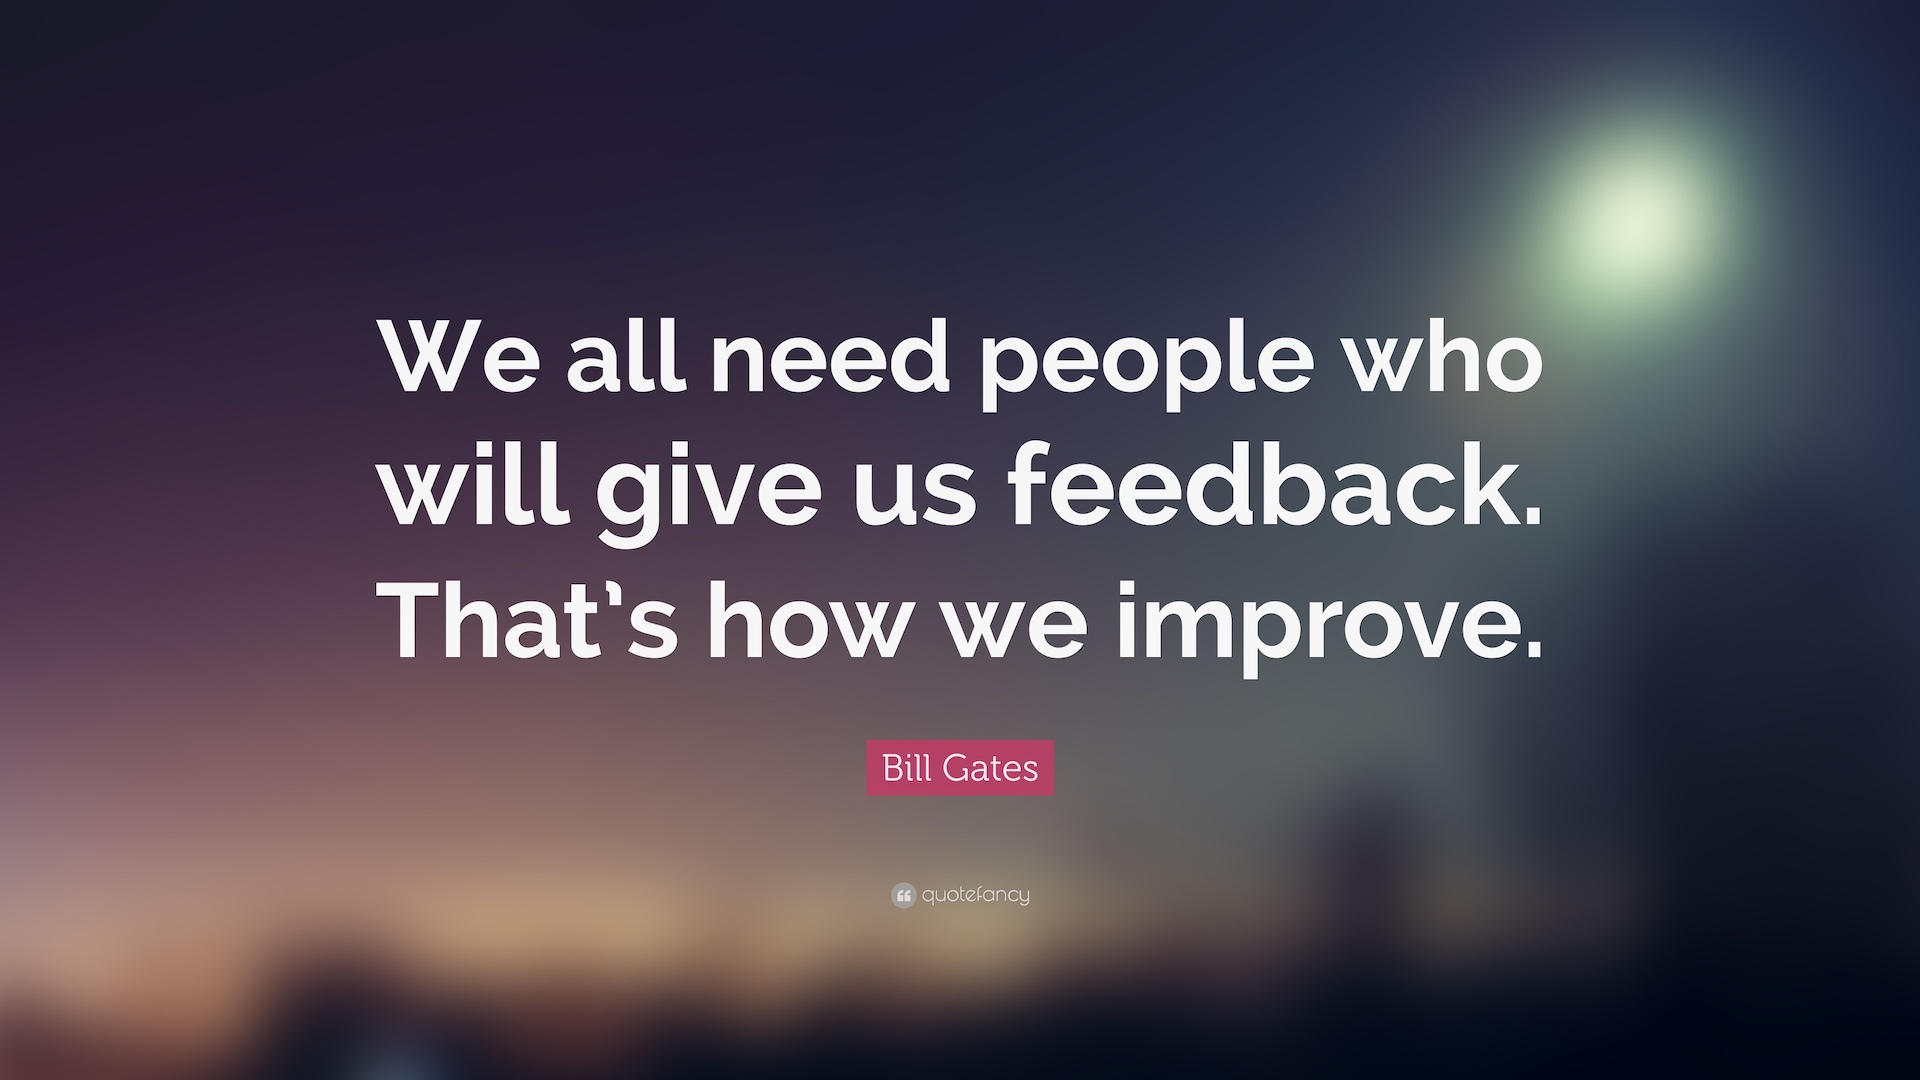 We all need people who
will give us feedback.
That’s how we improve.
Bill Gates
quotefancy